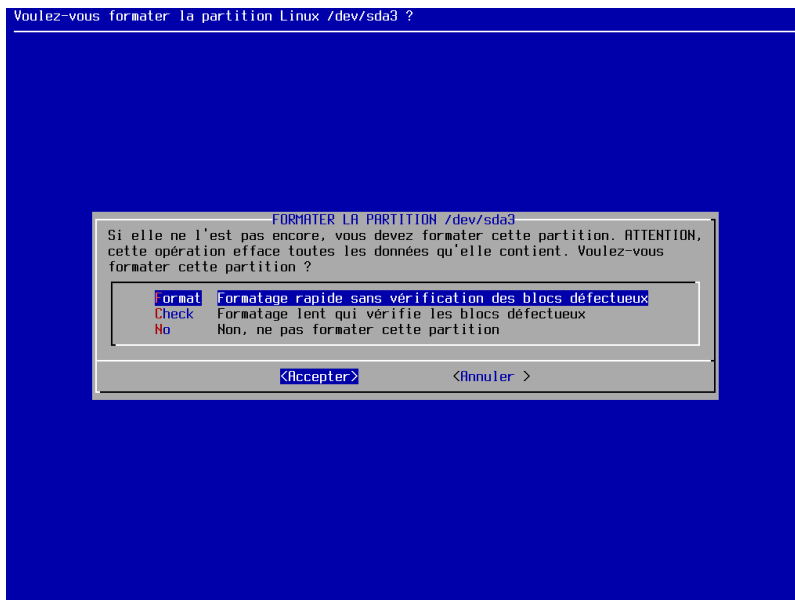 Voulez-vous formater la partition Linux /dev/sda3 ?
FORMATER LA PARTITION /dev/sda3
Si elle ne l'est pas encore, vous devez formater cette partition. ATTENTION,
cette opération efface toutes les données qu'elle contient. Voulez-vous
formater cette partition ?
Format Formatage rapide sans vérification des blocs défectueux
Check Formatage lent qui vérifie les blocs défectueux
No Non, ne pas formater cette partition
<Accepter> <Annuler >